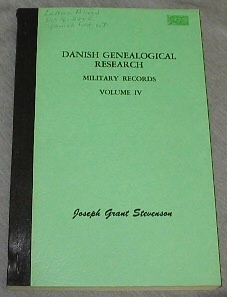 DANISH GENEALOGICAL
RESEARCH
MILITARY RECORDS
VOLUME IV
Joseph Grant Stevenson